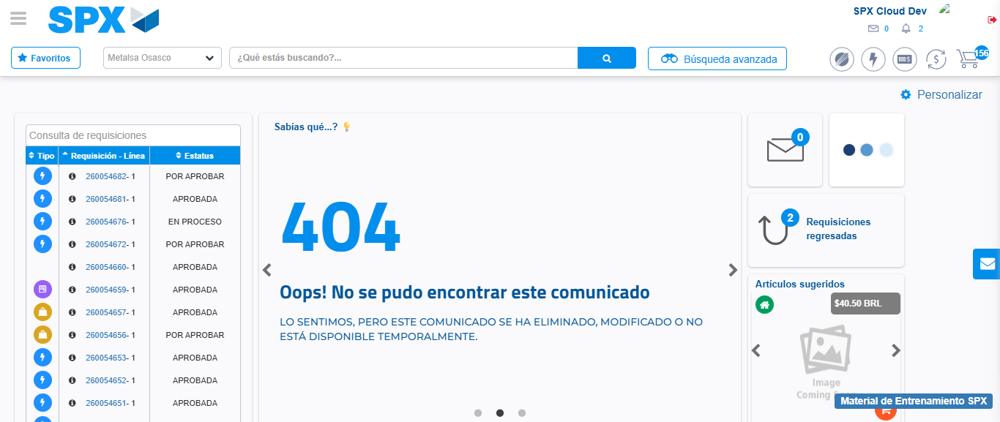 SPX
SPX Cloud Dev
0
2
Favoritos
Metalsa Osasco
¿Qué estás buscando?...
Búsqueda avanzada
$
$
156
Personalizar
Consulta de requisiciones
Tipo
Requisición - Línea
Estatus
260054682- 1
POR APROBAR
260054681- 1
APROBADA
260054676- 1
EN PROCESO
260054672- 1
POR APROBAR
260054660- 1
APROBADA
260054659- 1
APROBADA
260054657- 1
APROBADA
260054656- 1
POR APROBAR
260054653- 1
APROBADA
260054652- 1
APROBADA
260054651- 1
APROBADA
Sabías qué...?
404
Oops! No se pudo encontrar este comunicado
LO SENTIMOS, PERO ESTE COMUNICADO SE HA ELIMINADO, MODIFICADO O NO
ESTÁ DISPONIBLE TEMPORALMENTE.
0
2
Requisiciones
regresadas
Artículos sugeridos
$40.50 BRL
Image
Coming
Material de Entrenamiento SPX